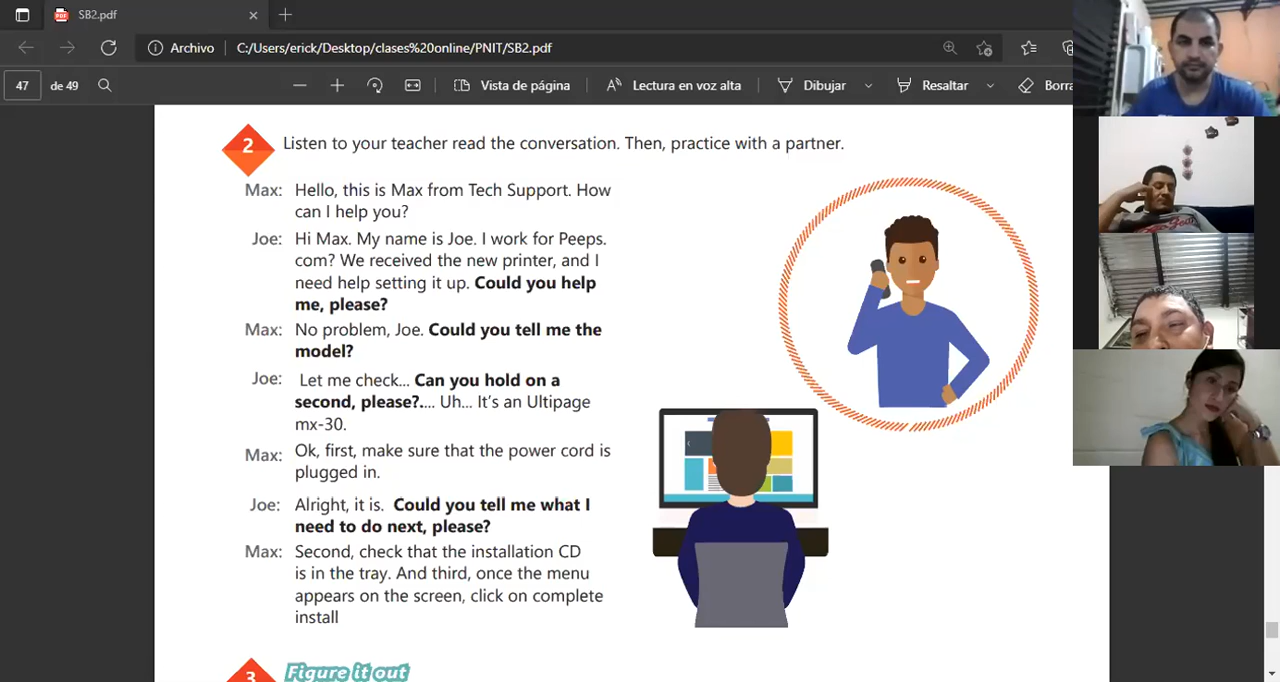 SB2.pdf
Archivo C:/Users/erick/Desktop/clases%20online/PNIT/SB2.pdf
47 de 49 Vista de página Lectura en voz alta Dibujar Resaltar Borra
2 Listen to your teacher read the conversation. Then, practice with a partner.
Max: Hello, this is Max from Tech Support. How
can I help you?
Joe: Hi Max. My name is Joe. I work for Peeps.
com? We received the new printer, and I
need help setting it up. Could you help
me, please?
Max: No problem, Joe. Could you tell me the
model?
Joe: Let me check... Can you hold on a
second, please?.... Uh... It's an Ultipage
mx-30.
Max: Ok, first, make sure that the power cord is
plugged in.
Joe: Alright, it is. Could you tell me what I
need to do next, please?
Max: Second, check that the installation CD
is in the tray. And third, once the menu
appears on the screen, click on complete
install
3 Figure it out